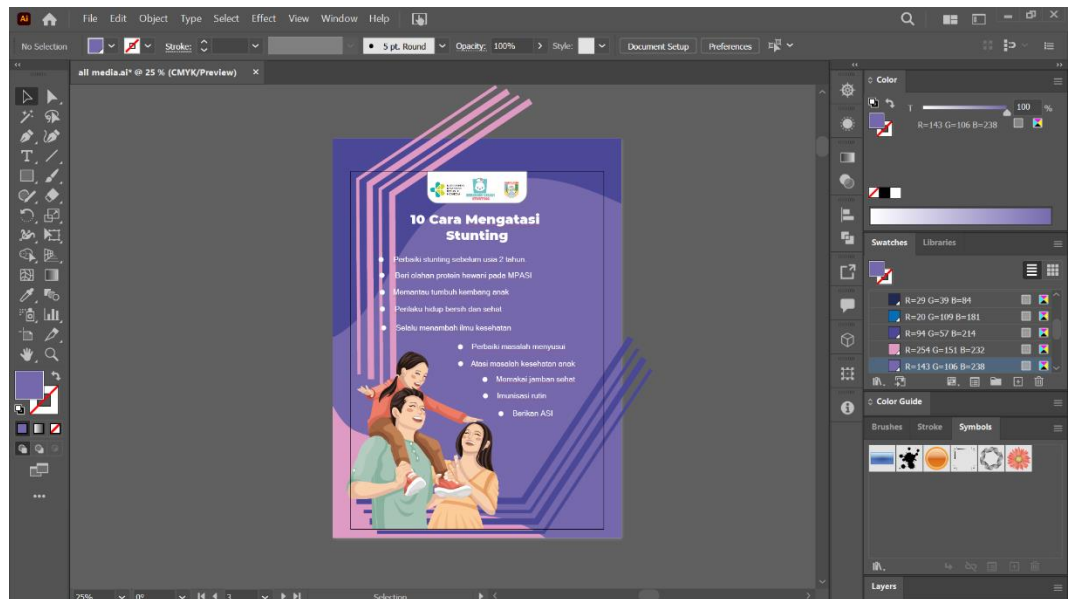 Ai
File Edit Object Type Select Effect View Window Help
No Selection
Stroke:
5 pt. Round
Opacity: 100%
Style:
Document Setup
Preferences
all media.ai* @ 25 % (CMYK/Preview) ×
Color
T 100 %
R=143 G=106 B=238
10 Cara Mengatasi
Stunting
Perbaiki stunting sebelum usia 2 tahun.
Beri olahan protein hewani pada MPASI
Memantau tumbuh kembang anak
Perilaku hidup bersih dan sehat
Selalu menambah ilmu kesehatan
Perbaiki masalah menyusui
Atasi masalah kesehatan anak
Memakai jamban sehat
Imunisasi rutin
Berikan ASI
Swatches Libraries
R=29 G=39 B=84
R=20 G=109 B=181
R=94 G=57 B=214
R=254 G=151 B=232
R=143 G=106 B=238
Color Guide
Brushes Stroke Symbols
Layers
25% 0° 3 Selection